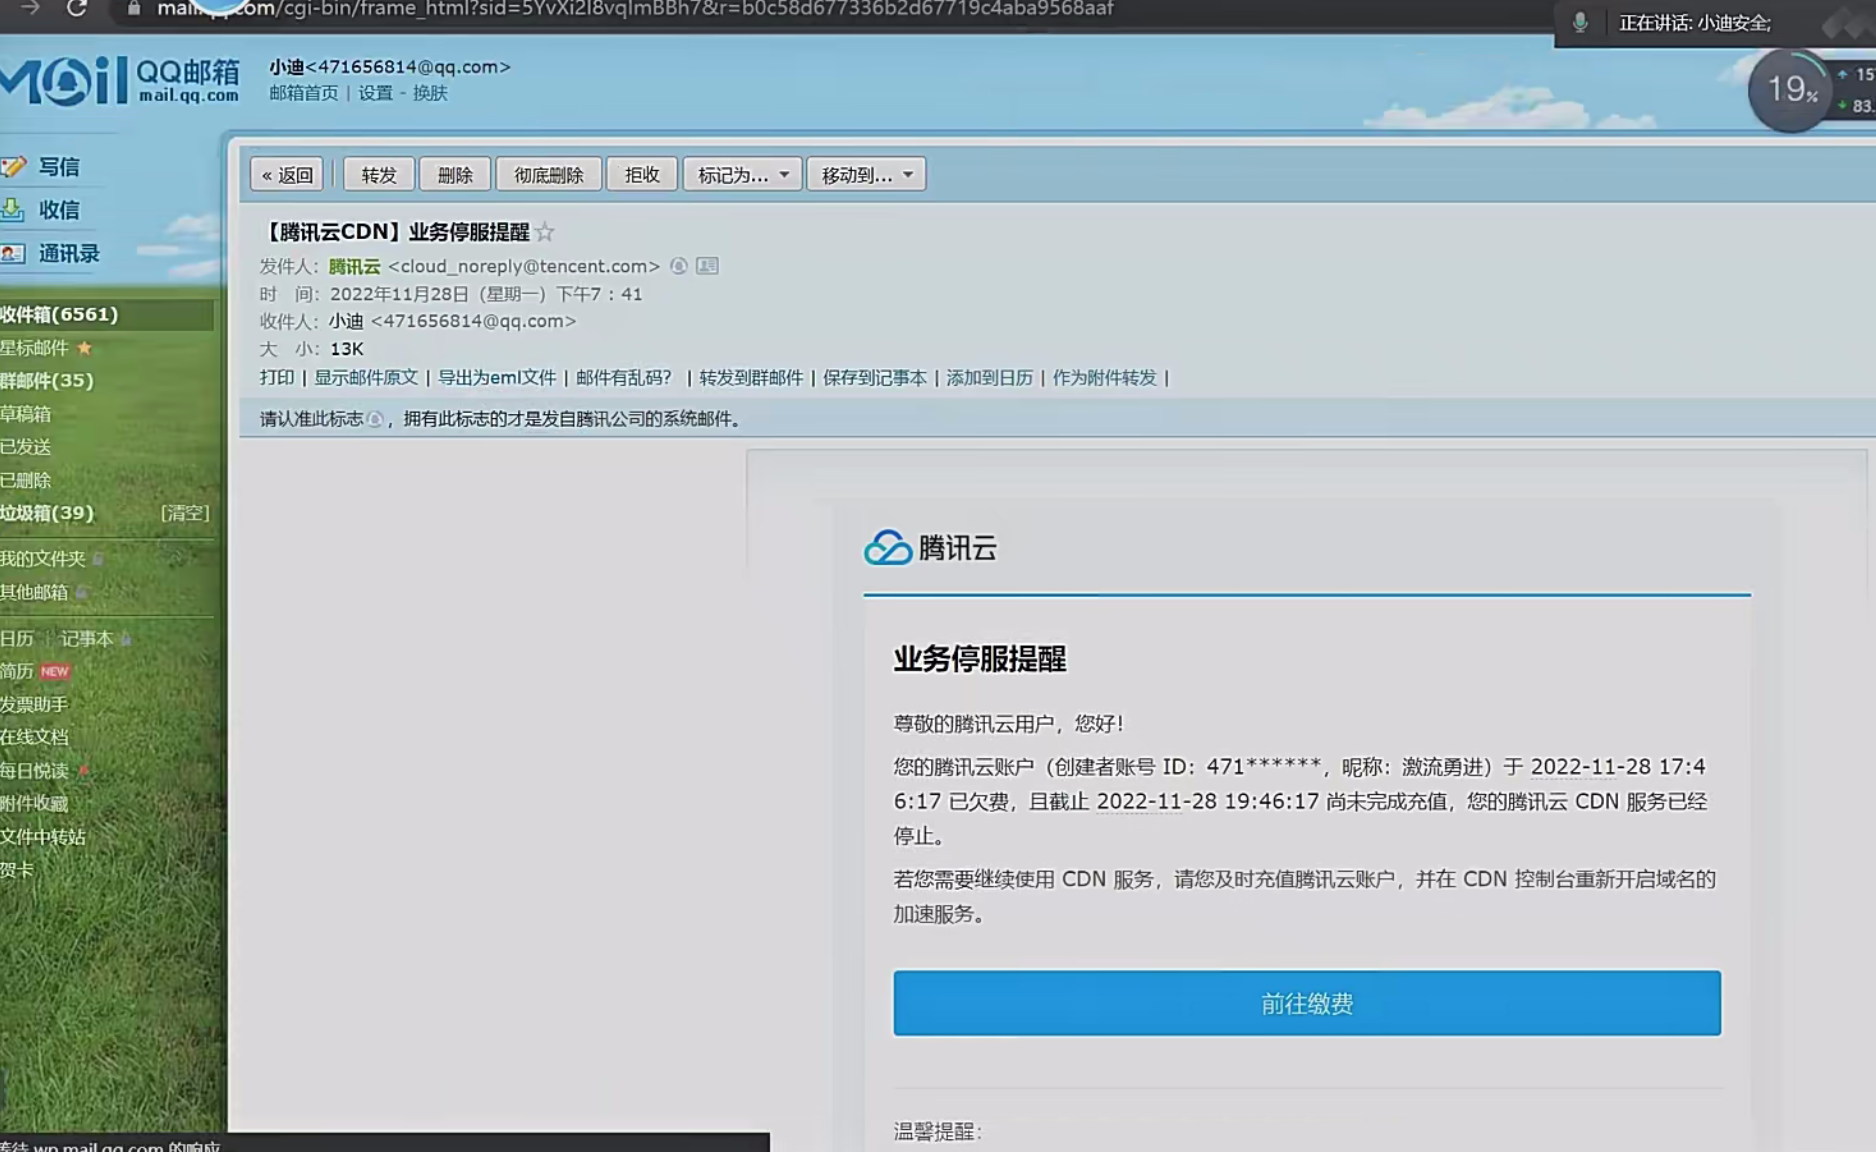 com/cgi-bin/frame_html?sid=5YvXi2I8vqImBBh7&r=b0c58d677336b2d67719c4aba9568aaf
正在讲话: 小迪安全;
Mail QQ邮箱
mail.qq.com
小迪<471656814@qq.com>
邮箱首页 | 设置 - 换肤
19%
15
83.
写信
收信
通讯录
« 返回 转发 删除 彻底删除 拒收 标记为... 移动到...
【腾讯云CDN】业务停服提醒
发件人：腾讯云 <cloud_noreply@tencent.com>
时 间：2022年11月28日（星期一）下午7：41
收件人：小迪 <471656814@qq.com>
大 小：13K
打印 | 显示邮件原文 | 导出为eml文件 | 邮件有乱码？ | 转发到群邮件 | 保存到记事本 | 添加到日历 | 作为附件转发 |
请认准此标志，拥有此标志的才是发自腾讯公司的系统邮件。
收件箱(6561)
星标邮件
群邮件(35)
草稿箱
已发送
已删除
垃圾箱(39) [清空]
我的文件夹
其他邮箱
日历 | 记事本
简历 NEW
发票助手
在线文档
每日悦读
附件收藏
文件中转站
贺卡
腾讯云
业务停服提醒
尊敬的腾讯云用户，您好！
您的腾讯云账户（创建者账号 ID：471******，昵称：激流勇进）于 2022-11-28 17:4
6:17 已欠费，且截止 2022-11-28 19:46:17 尚未完成充值，您的腾讯云 CDN 服务已经
停止。
若您需要继续使用 CDN 服务，请您及时充值腾讯云账户，并在 CDN 控制台重新开启域名的
加速服务。
前往缴费
温馨提醒：
等待 wp.mail.qq.com 的响应